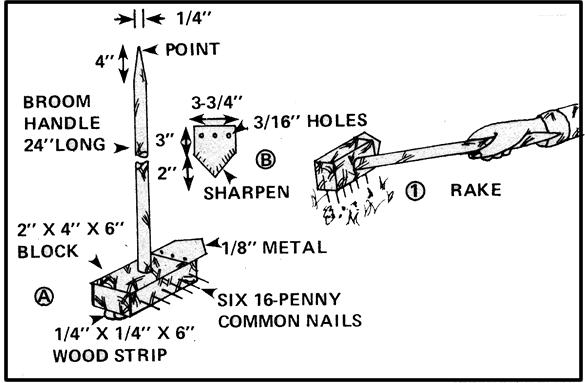 1/4"
4"
POINT
BROOM
HANDLE
24" LONG
3-3/4"
3/16" HOLES
3"
2"
B
SHARPEN
1 RAKE
2" X 4" X 6"
BLOCK
1/8" METAL
A
SIX 16-PENNY
COMMON NAILS
1/4" X 1/4" X 6"
WOOD STRIP